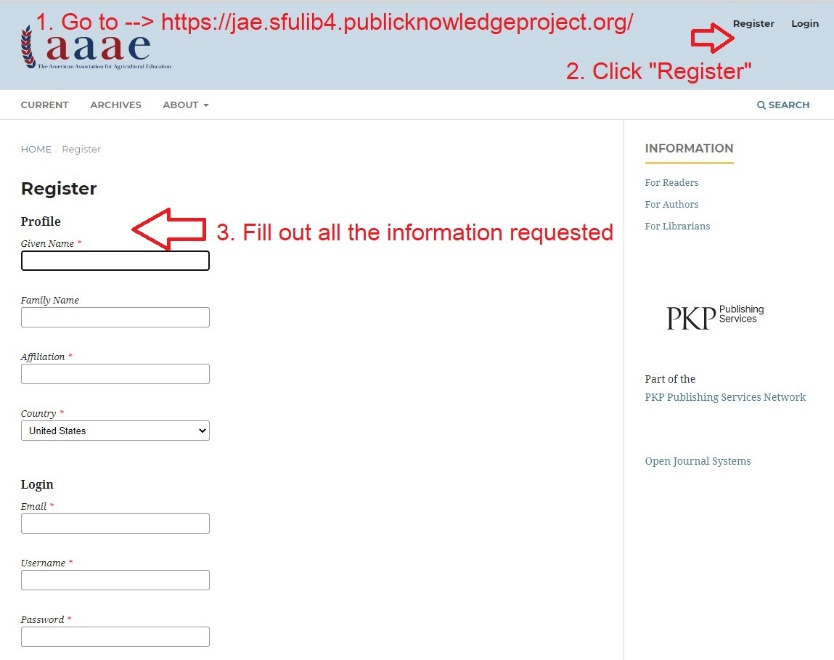 1. Go to --> https://jae.sfulib4.publicknowledgeproject.org/
Register Login
aaae
The American Association for Agricultural Education
2. Click "Register"
CURRENT ARCHIVES ABOUT
SEARCH
HOME / Register
Register
Profile
3. Fill out all the information requested
Given Name *
Family Name
Affiliation *
Country *
United States
Login
Email *
Username *
Password *
INFORMATION
For Readers
For Authors
For Librarians
PKP Publishing
Services
Part of the
PKP Publishing Services Network
Open Journal Systems